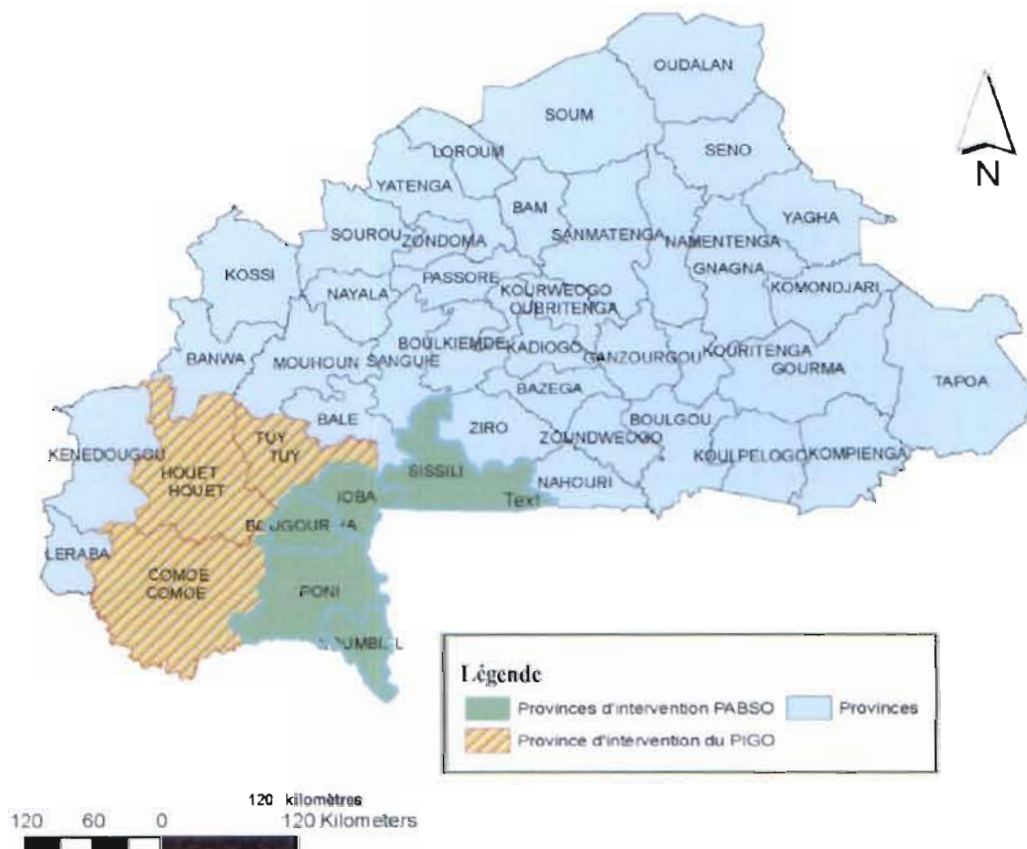 OUDALAN
SOUM
SENO
LOROUM
YATENGA
BAM
YAGHA
N
SOUROU
ZONDOMA
SANMATENGA
NAMENTENGA
KOSSI
PASSORE
GNAGNA
NAYALA
KOURWEOGO
KOMONDJARI
OUBRITENGA
BANWA
MOUHOUN
SANGUIE
BOULKIEMDE
KADIOGO
GANZOURGOU
KOURITENGA
GOURMA
TAPOA
BAZEGA
BALE
ZIRO
BOULGOU
TUY
TUY
ZOUNDWEOGO
KENEDOUGOU
KOULPELOGO
KOMPIENGA
HOUET
HOUET
SISSILI
NAHOURI
IOBA
Text
LERABA
COMOE
COMOE
PONI
Légende
Provinces d'intervention PABSO
Provinces
Province d'intervention du PIGO
120 kilomètres
120 60 0 120 Kilometers